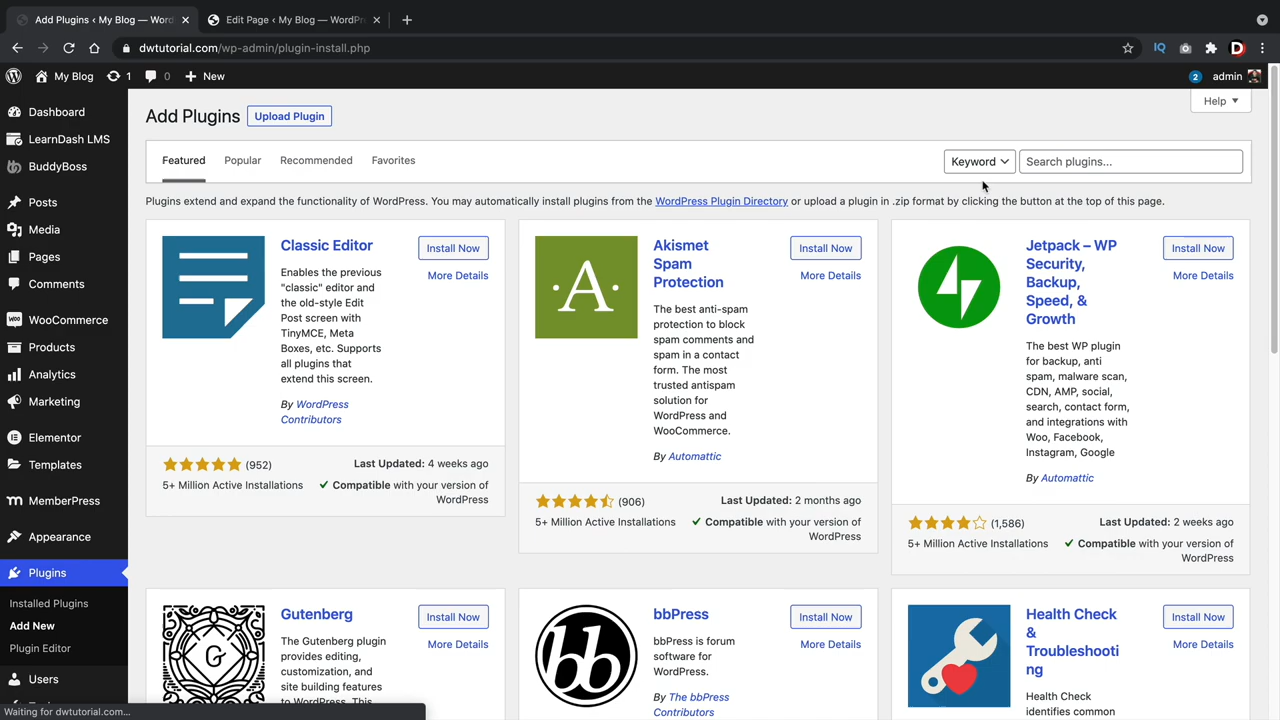 Add Plugins ‹ My Blog — Word
Edit Page ‹ My Blog — WordPre
dwtutorial.com/wp-admin/plugin-install.php
IQ
D
My Blog
1
0
New
2
admin
Dashboard
LearnDash LMS
BuddyBoss
Posts
Media
Pages
Comments
WooCommerce
Products
Analytics
Marketing
Elementor
Templates
MemberPress
Appearance
Plugins
Installed Plugins
Add New
Plugin Editor
Users
Add Plugins
Upload Plugin
Help
Featured
Popular
Recommended
Favorites
Keyword
Search plugins...
Plugins extend and expand the functionality of WordPress. You may automatically install plugins from the WordPress Plugin Directory or upload a plugin in .zip format by clicking the button at the top of this page.
Classic Editor
Install Now
More Details
Enables the previous
"classic" editor and
the old-style Edit
Post screen with
TinyMCE, Meta
Boxes, etc. Supports
all plugins that
extend this screen.
By WordPress
Contributors
(952)
Last Updated: 4 weeks ago
5+ Million Active Installations
Compatible with your version of
WordPress
·A·
Akismet
Spam
Protection
Install Now
More Details
The best anti-spam
protection to block
spam comments and
spam in a contact
form. The most
trusted antispam
solution for
WordPress and
WooCommerce.
By Automattic
(906)
Last Updated: 2 months ago
5+ Million Active Installations
Compatible with your version of
WordPress
Jetpack – WP
Security,
Backup,
Speed, &
Growth
Install Now
More Details
The best WP plugin
for backup, anti
spam, malware scan,
CDN, AMP, social,
search, contact form,
and integrations with
Woo, Facebook,
Instagram, Google
By Automattic
(1,586)
Last Updated: 2 weeks ago
5+ Million Active Installations
Compatible with your version of
WordPress
G
Gutenberg
Install Now
More Details
The Gutenberg plugin
provides editing,
customization, and
site building features
to WordPress. This
bb
bbPress
Install Now
More Details
bbPress is forum
software for
WordPress.
By The bbPress
Contributors
Health Check
&
Troubleshooti
ng
Install Now
More Details
Health Check
identifies common
Waiting for dwtutorial.com...